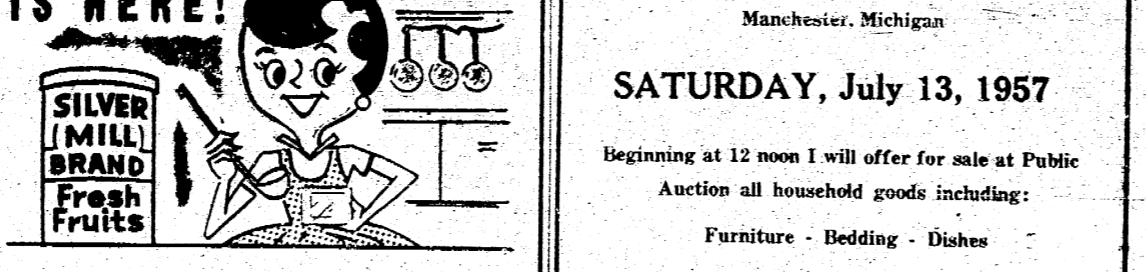 IS HERE!
SILVER
(MILL)
BRAND
Fresh
Fruits
Manchester, Michigan
SATURDAY, July 13, 1957
Beginning at 12 noon I will offer for sale at Public
Auction all household goods including:
Furniture - Bedding - Dishes